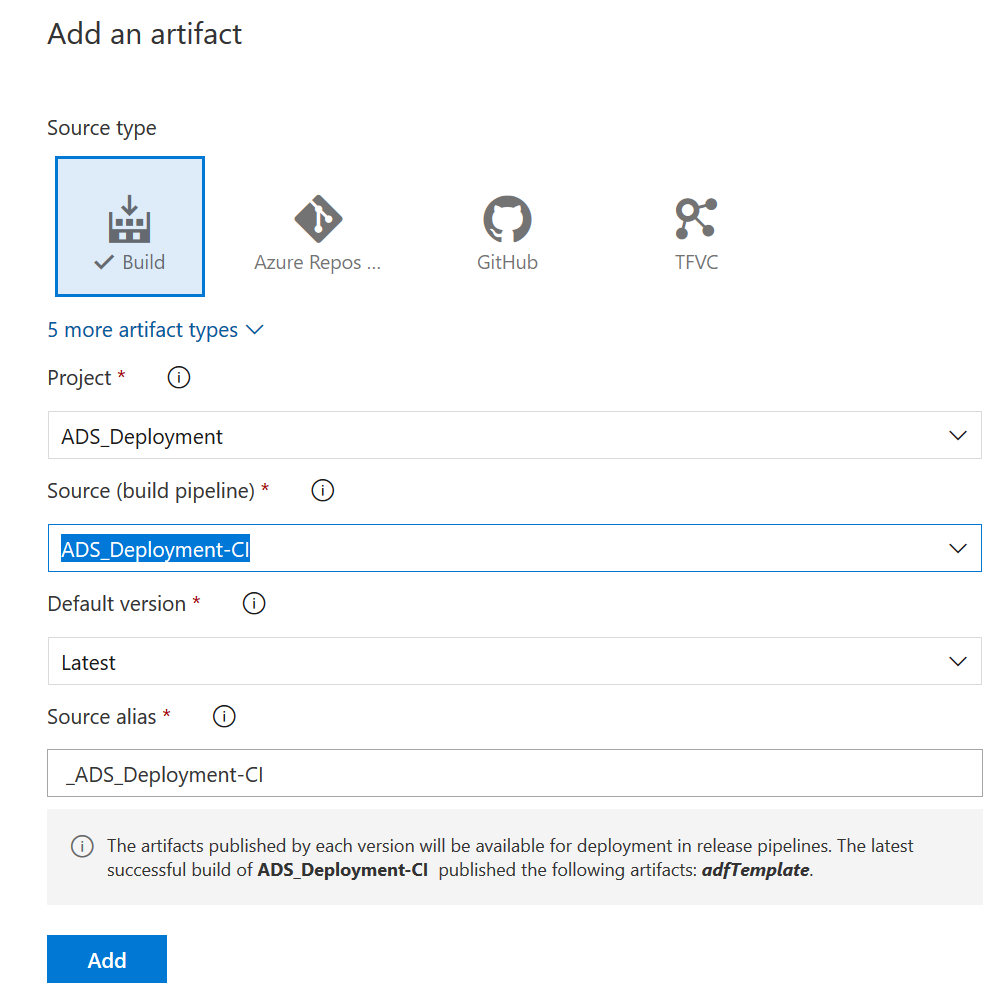 Add an artifact
Source type
Build
Azure Repos ...
GitHub
TFVC
5 more artifact types
Project *
ADS_Deployment
Source (build pipeline) *
ADS_Deployment-CI
Default version *
Latest
Source alias *
_ADS_Deployment-CI
The artifacts published by each version will be available for deployment in release pipelines. The latest
successful build of ADS_Deployment-CI published the following artifacts: adfTemplate.
Add